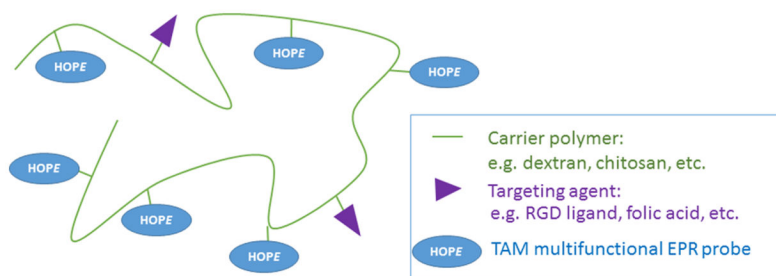 HOPE
HOPE
HOPE
HOPE
HOPE
HOPE
Carrier polymer:
e.g. dextran, chitosan, etc.
Targeting agent:
e.g. RGD ligand, folic acid, etc.
HOPE TAM multifunctional EPR probe